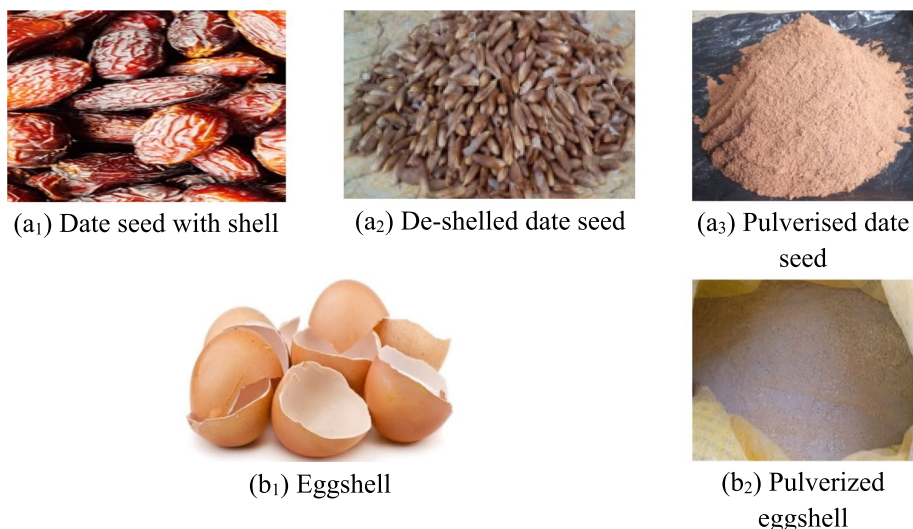 (a₁) Date seed with shell
(a₂) De-shelled date seed
(a₃) Pulverised date
seed
(b₁) Eggshell
(b₂) Pulverized
eggshell